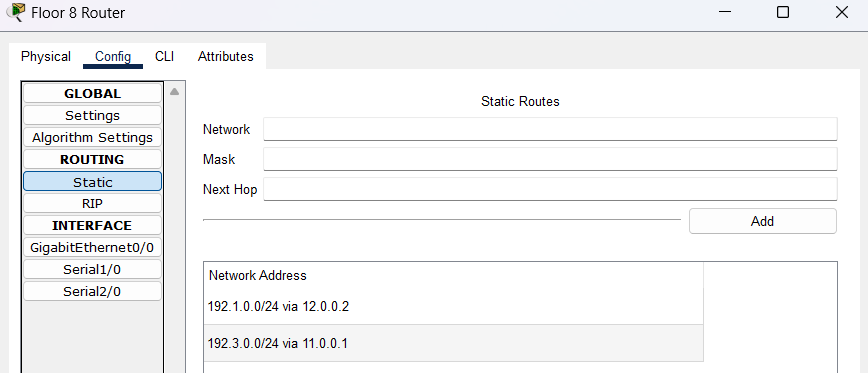 Floor 8 Router
Physical Config CLI Attributes
GLOBAL
Settings
Algorithm Settings
ROUTING
Static
RIP
INTERFACE
GigabitEthernet0/0
Serial1/0
Serial2/0
Static Routes
Network
Mask
Next Hop
Add
Network Address
192.1.0.0/24 via 12.0.0.2
192.3.0.0/24 via 11.0.0.1